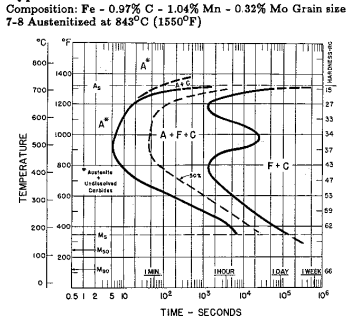 Composition: Fe - 0.97% C - 1.04% Mn - 0.32% Mo Grain size
7-8 Austenitized at 843°C (1550°F)
°C
°F
HARDNESS-RC
TEMPERATURE
800
700
600
500
400
300
200
100
0
1400
1200
1000
800
600
400
200
As
A*
A+C
A*
A+F+C
F+C
* Austenite
Undissolved
Carbides
50%
Ms
M50
M90
15
27
33
34
37
43
47
53
59
62
66
1 MIN.
1 HOUR
1 DAY
1 WEEK
0.5 1 2 5 10 10² 10³ 10⁴ 10⁵ 10⁶
TIME - SECONDS